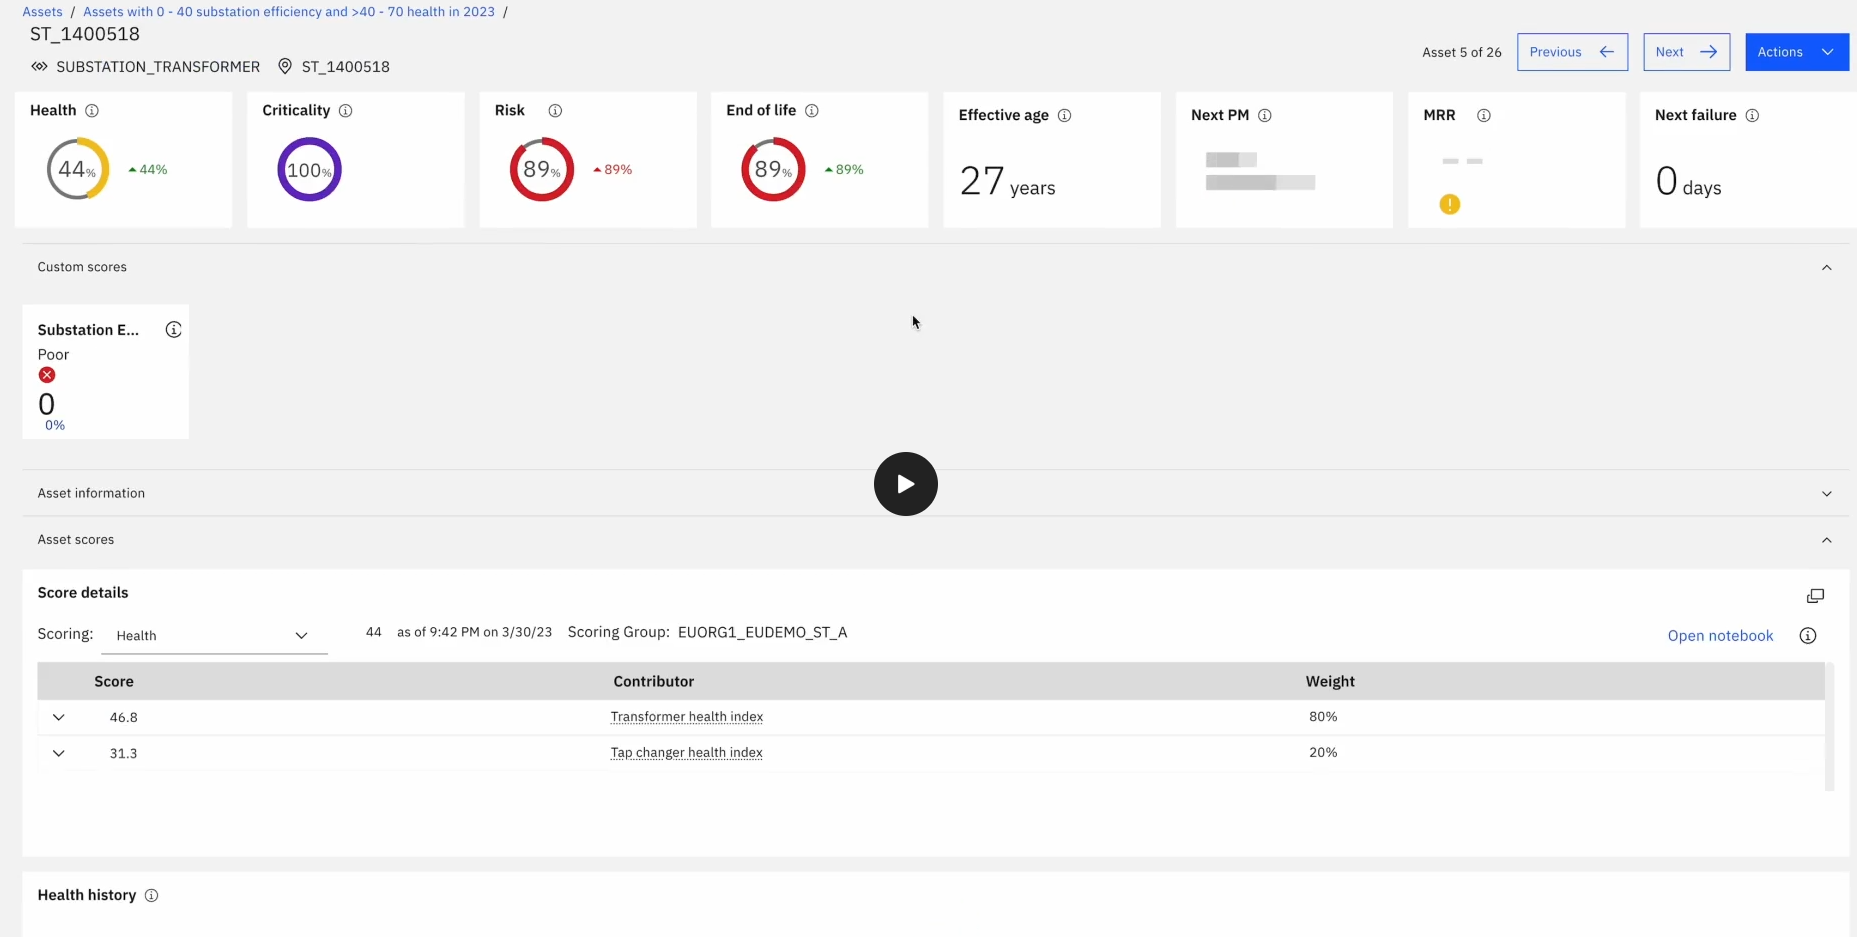 Assets / Assets with 0 - 40 substation efficiency and >40 - 70 health in 2023 /
ST_1400518
SUBSTATION_TRANSFORMER ST_1400518
Asset 5 of 26 Previous Next Actions
Health Criticality Risk End of life Effective age Next PM MRR Next failure
44% 44% 100% 89% 89% 89% 89% 27 years -- 0 days
Custom scores
Substation E...
Poor
0
0%
Asset information
Asset scores
Score details
Scoring: Health 44 as of 9:42 PM on 3/30/23 Scoring Group: EUORG1_EUDEMO_ST_A Open notebook
Score Contributor Weight
46.8 Transformer health index 80%
31.3 Tap changer health index 20%
Health history